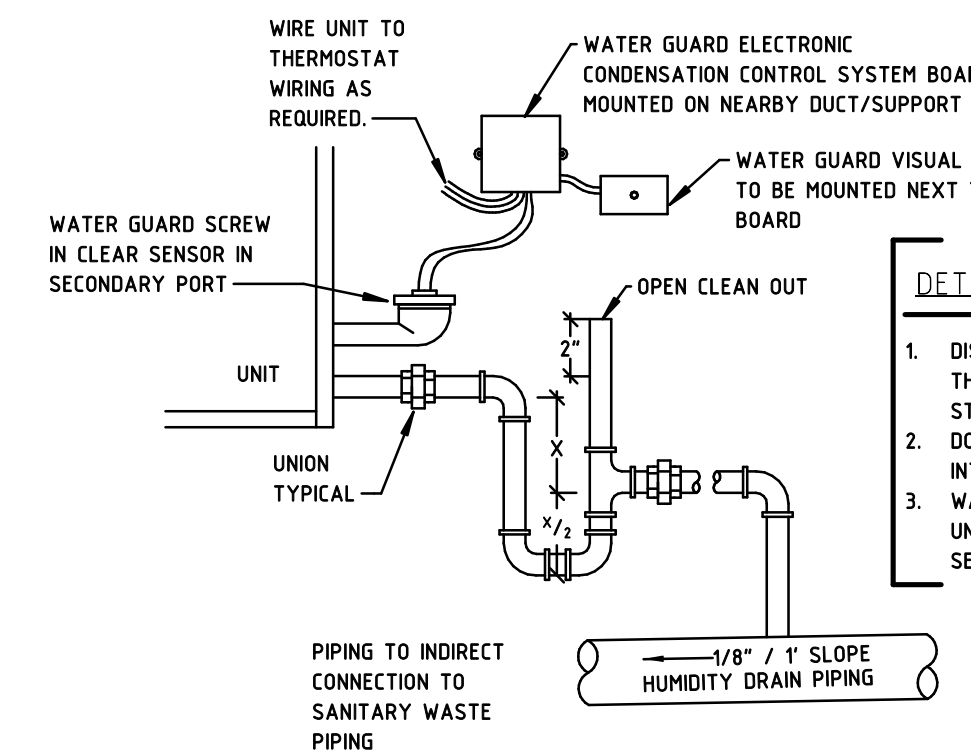 WIRE UNIT TO
THERMOSTAT
WIRING AS
REQUIRED.
WATER GUARD ELECTRONIC
CONDENSATION CONTROL SYSTEM
MOUNTED ON NEARBY DUCT/SUPPORT
WATER GUARD VISUAL
TO BE MOUNTED NEXT
BOARD
WATER GUARD SCREW
IN CLEAR SENSOR IN
SECONDARY PORT
OPEN CLEAN OUT
2"
UNIT
X
UNION
TYPICAL
X/2
1.
2.
3.
PIPING TO INDIRECT
CONNECTION TO
SANITARY WASTE
PIPING
1/8" / 1' SLOPE
HUMIDITY DRAIN PIPING